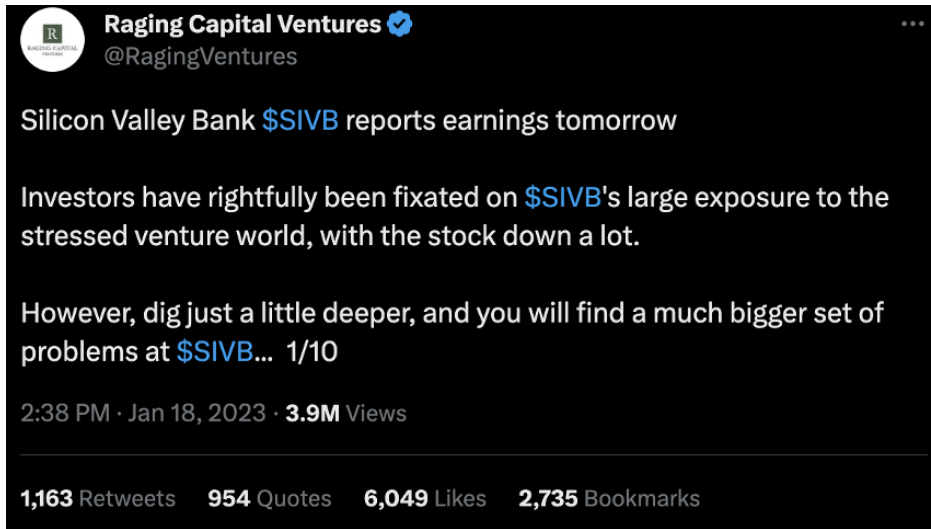 R
RAGING CAPITAL
VENTURES
Raging Capital Ventures
@RagingVentures
Silicon Valley Bank $SIVB reports earnings tomorrow
Investors have rightfully been fixated on $SIVB's large exposure to the
stressed venture world, with the stock down a lot.
However, dig just a little deeper, and you will find a much bigger set of
problems at $SIVB... 1/10
2:38 PM · Jan 18, 2023 · 3.9M Views
1,163 Retweets 954 Quotes 6,049 Likes 2,735 Bookmarks